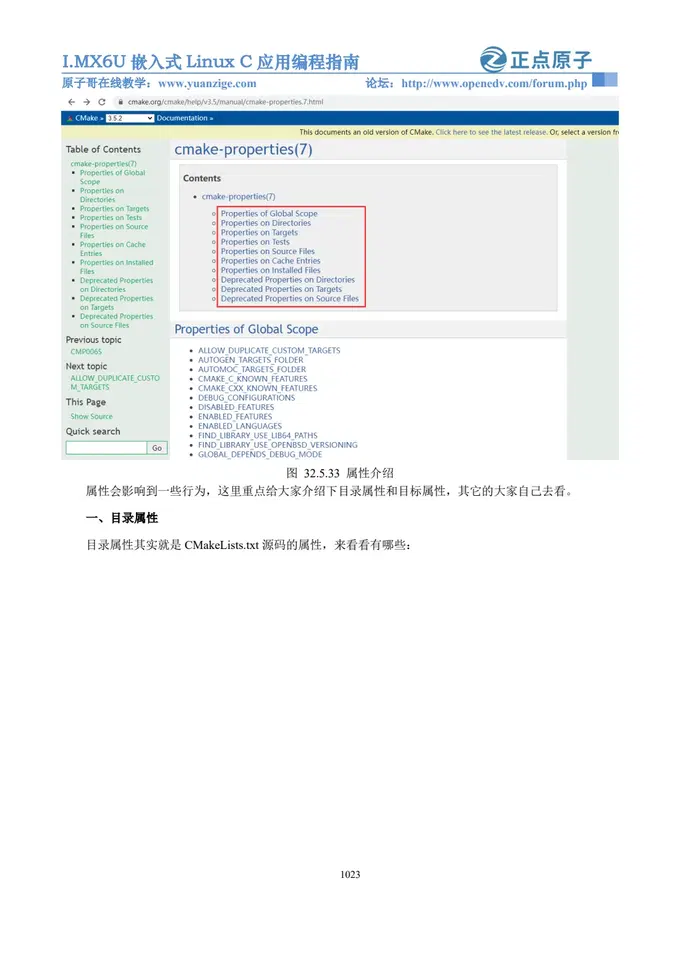 I.MX6U 嵌入式 Linux C 应用编程指南
正点原子
原子哥在线教学：www.yuanzige.com
论坛：http://www.openedv.com/forum.php
cmake.org/cmake/help/v3.5/manual/cmake-properties.7.html
CMake » 3.5.2 Documentation »
This documents an old version of CMake. Click here to see the latest release. Or, select a version fr
Table of Contents
cmake-properties(7)
Properties of Global
Scope
Properties on
Directories
Properties on Targets
Properties on Tests
Properties on Source
Files
Properties on Cache
Entries
Properties on Installed
Files
Deprecated Properties
on Directories
Deprecated Properties
on Targets
Deprecated Properties
on Source Files
Previous topic
CMP0065
Next topic
ALLOW_DUPLICATE_CUSTO
M_TARGETS
This Page
Show Source
Quick search
Go
cmake-properties(7)
Contents
cmake-properties(7)
Properties of Global Scope
Properties on Directories
Properties on Targets
Properties on Tests
Properties on Source Files
Properties on Cache Entries
Properties on Installed Files
Deprecated Properties on Directories
Deprecated Properties on Targets
Deprecated Properties on Source Files
Properties of Global Scope
ALLOW_DUPLICATE_CUSTOM_TARGETS
AUTOGEN_TARGETS_FOLDER
AUTOMOC_TARGETS_FOLDER
CMAKE_C_KNOWN_FEATURES
CMAKE_CXX_KNOWN_FEATURES
DEBUG_CONFIGURATIONS
DISABLED_FEATURES
ENABLED_FEATURES
ENABLED_LANGUAGES
FIND_LIBRARY_USE_LIB64_PATHS
FIND_LIBRARY_USE_OPENBSD_VERSIONING
GLOBAL_DEPENDS_DEBUG_MODE
图 32.5.33 属性介绍
属性会影响到一些行为，这里重点给大家介绍下目录属性和目标属性，其它的大家自己去看。
一、目录属性
目录属性其实就是 CMakeLists.txt 源码的属性，来看看有哪些：
1023